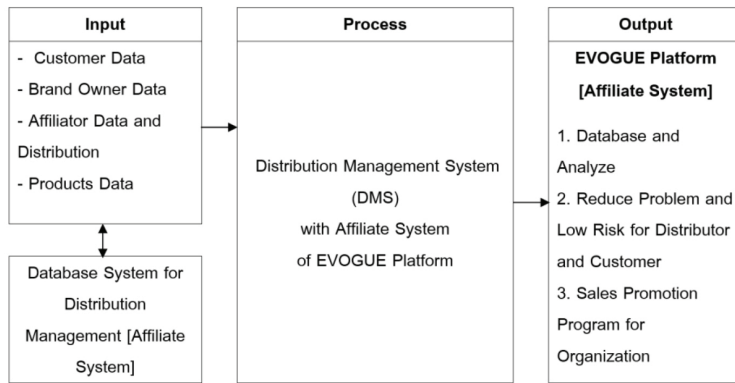 Input
- Customer Data
- Brand Owner Data
- Affiliator Data and
Distribution
- Products Data
Database System for
Distribution
Management [Affiliate
System]
Process
Distribution Management System
(DMS)
with Affiliate System
of EVOGUE Platform
Output
EVOGUE Platform
[Affiliate System]
1. Database and
Analyze
2. Reduce Problem and
Low Risk for Distributor
and Customer
3. Sales Promotion
Program for
Organization